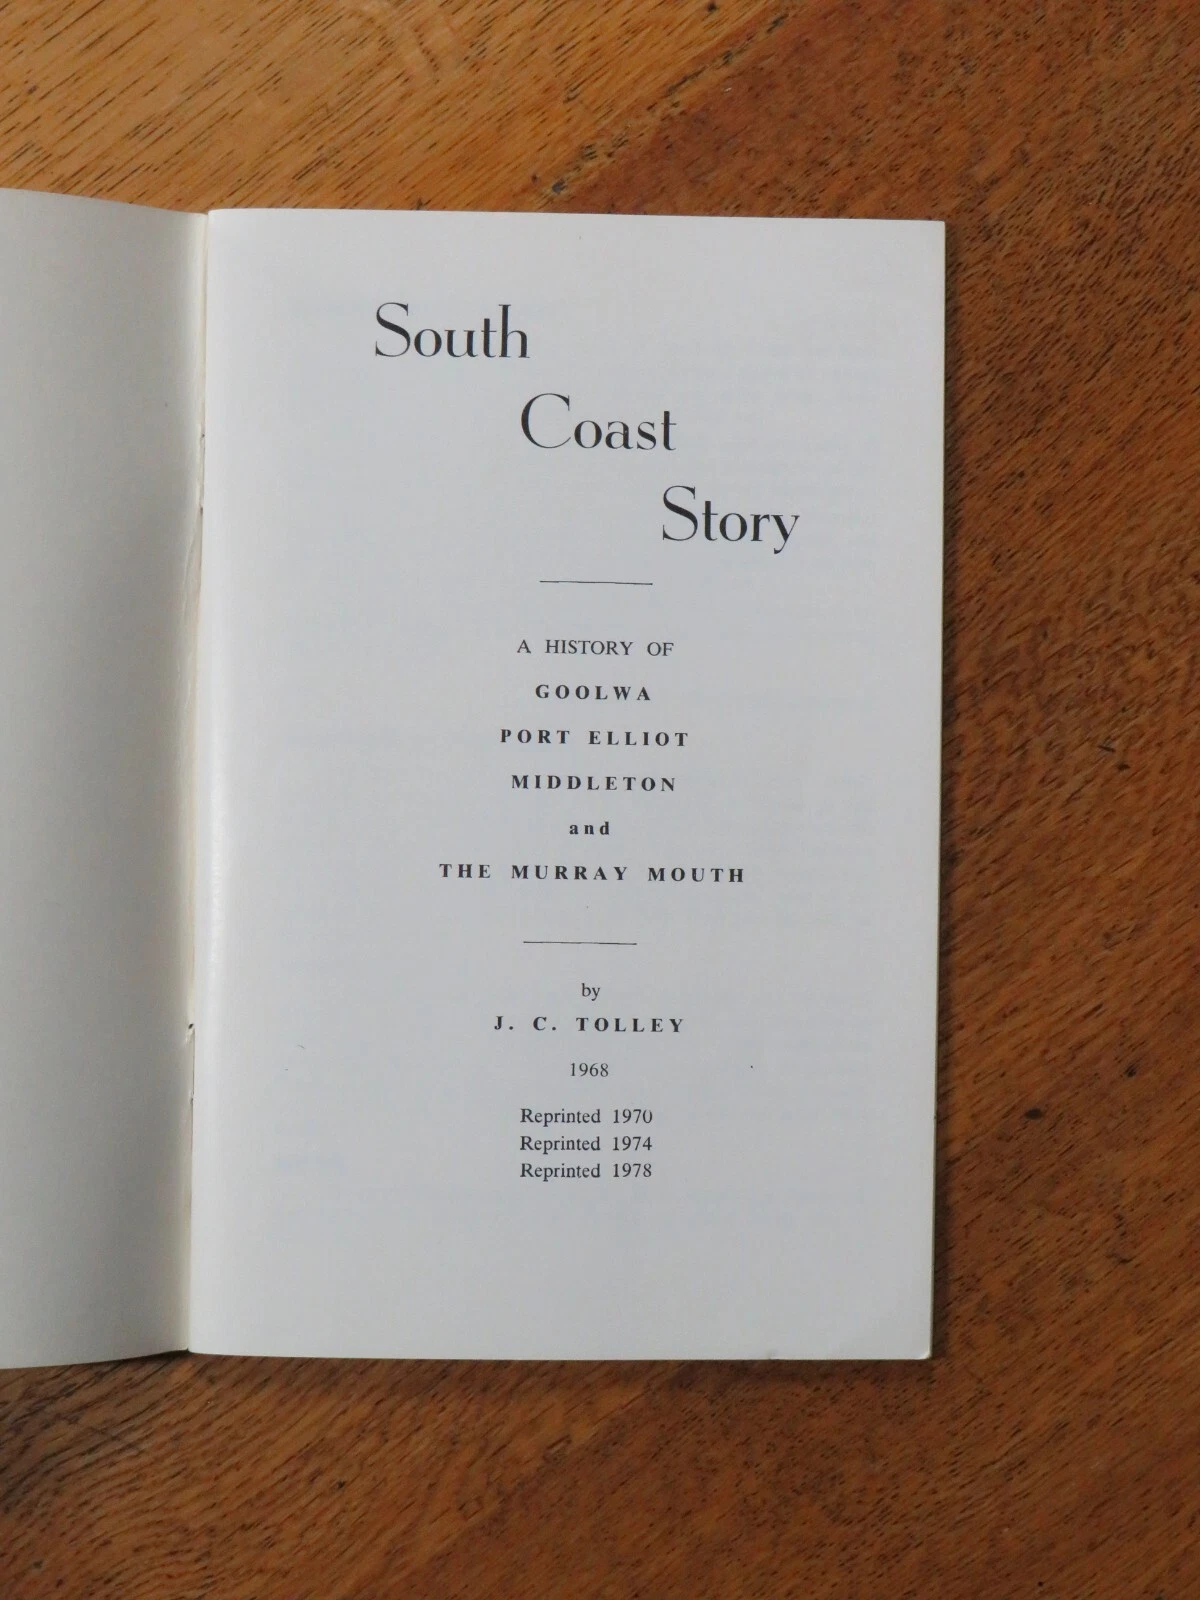 South
Coast
Story
A HISTORY OF
GOOLWA
PORT ELLIOT
MIDDLETON
and
THE MURRAY MOUTH
by
J. C. TOLLEY
1968
Reprinted 1970
Reprinted 1974
Reprinted 1978